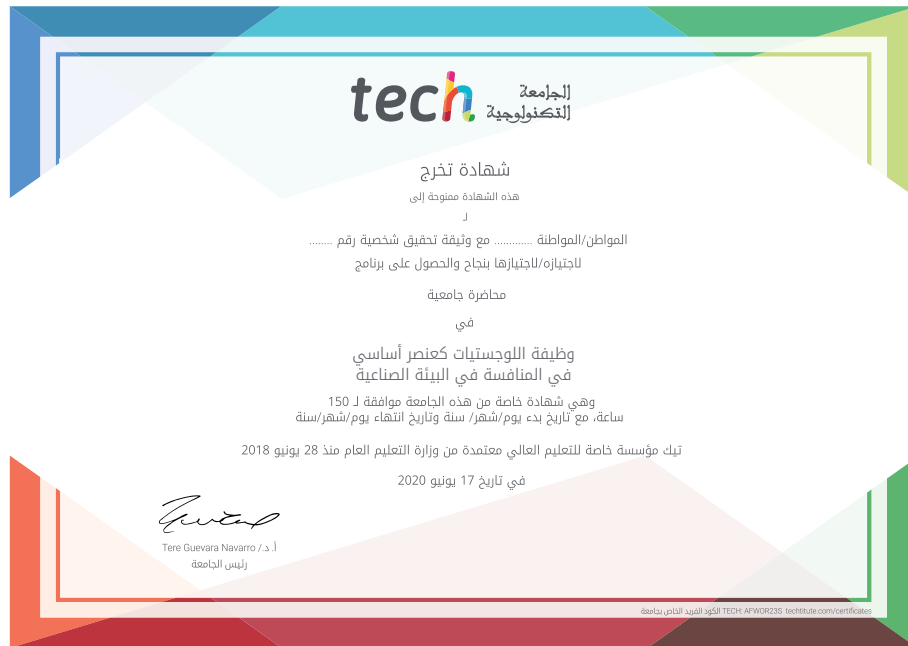 tech الجامعة
التكنولوجية
شهادة تخرج
هذه الشهادة ممنوحة إلى
لـ
المواطن/المواطنة ............ مع وثيقة تحقيق شخصية رقم ........
لاجتيازه/لاجتيازها بنجاح والحصول على برنامج
محاضرة جامعية
في
وظيفة اللوجستيات كعنصر أساسي
في المنافسة في البيئة الصناعية
وهي شهادة خاصة من هذه الجامعة موافقة لـ 150
ساعة، مع تاريخ بدء يوم/شهر/ سنة وتاريخ انتهاء يوم/شهر/سنة
تيك مؤسسة خاصة للتعليم العالي معتمدة من وزارة التعليم العام منذ 28 يونيو 2018
في تاريخ 17 يونيو 2020
أ. د./ Tere Guevara Navarro
رئيس الجامعة
الكود الفريد الخاص بجامعة TECH: AFWOR23S techtitute.com/certificates